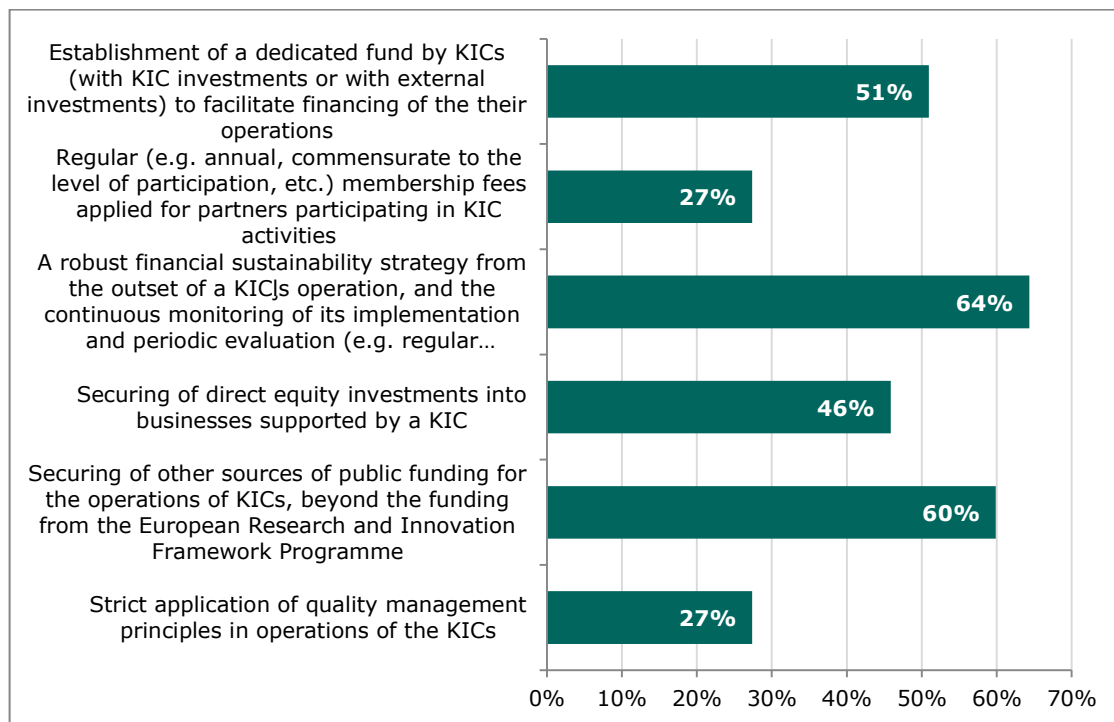 Establishment of a dedicated fund by KICs
(with KIC investments or with external
investments) to facilitate financing of the their
operations
51%
Regular (e.g. annual, commensurate to the
level of participation, etc.) membership fees
applied for partners participating in KIC
activities
27%
A robust financial sustainability strategy from
the outset of a KICʃs operation, and the
continuous monitoring of its implementation
and periodic evaluation (e.g. regular…
64%
Securing of direct equity investments into
businesses supported by a KIC
46%
Securing of other sources of public funding for
the operations of KICs, beyond the funding
from the European Research and Innovation
Framework Programme
60%
Strict application of quality management
principles in operations of the KICs
27%
0% 10% 20% 30% 40% 50% 60% 70%